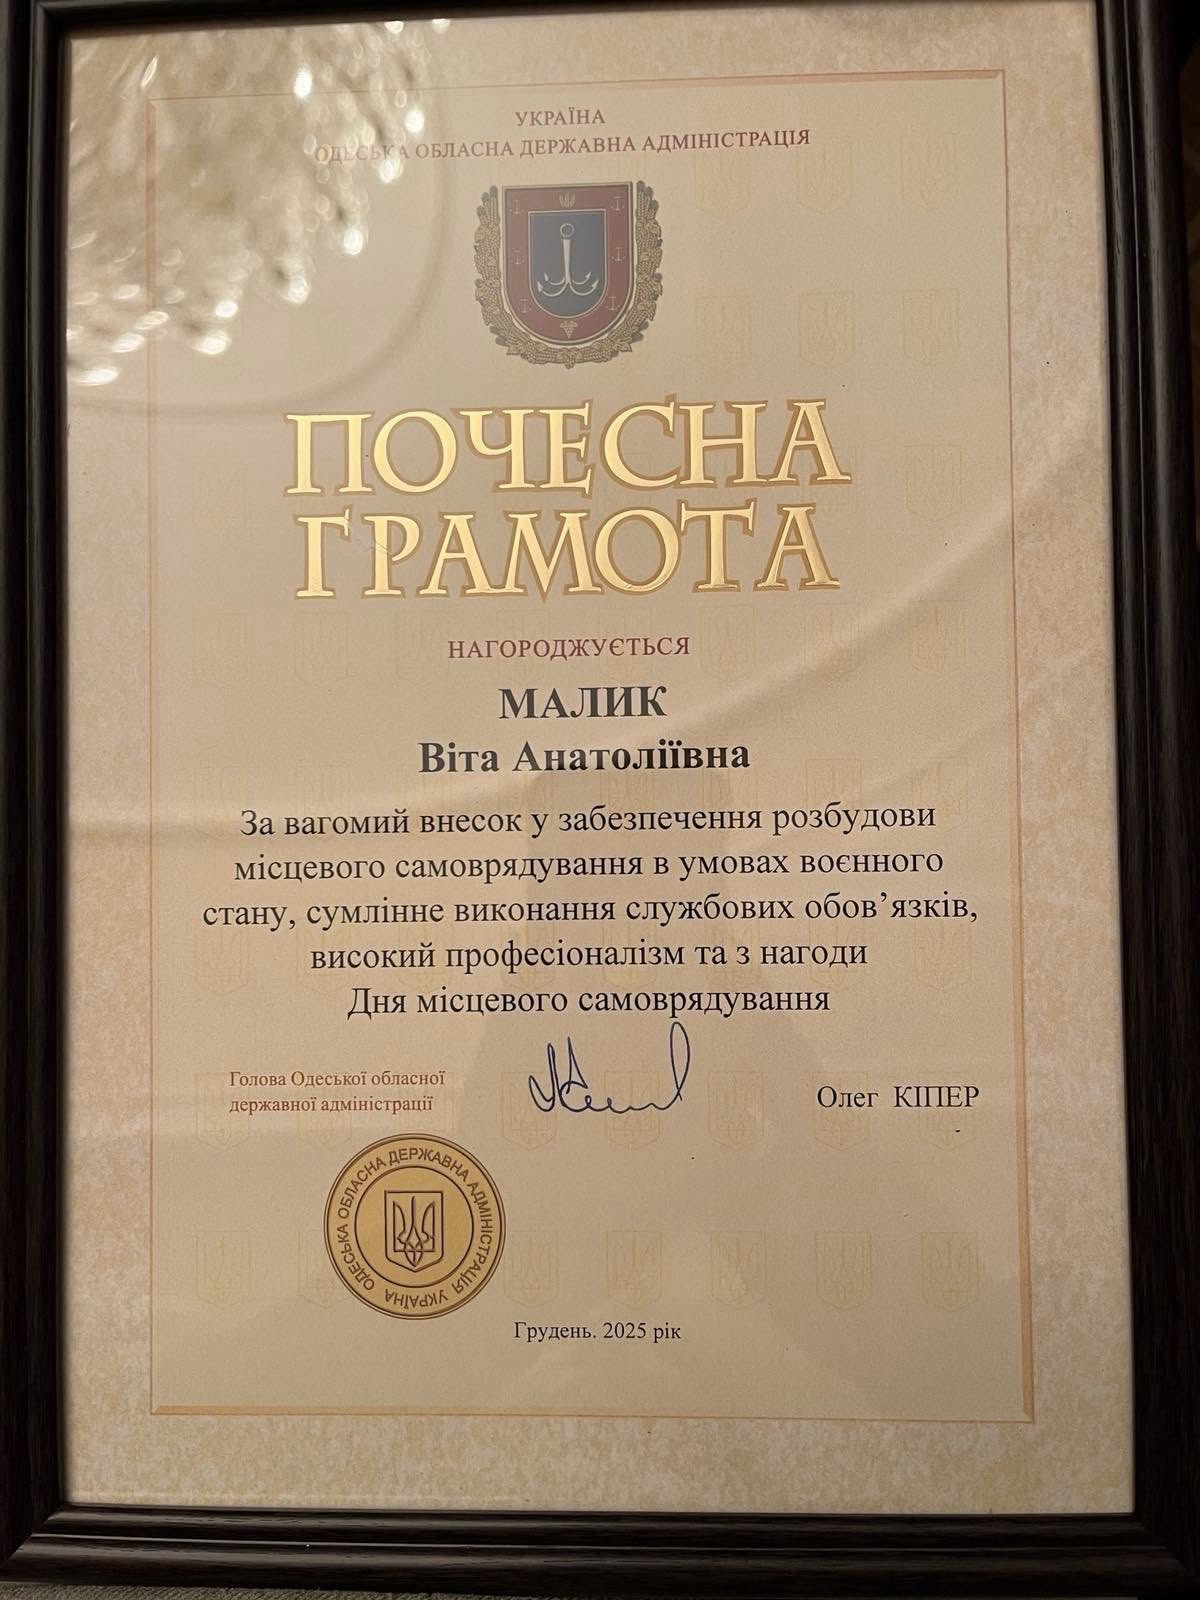 УКРАЇНА
ОДЕСЬКА ОБЛАСНА ДЕРЖАВНА АДМІНІСТРАЦІЯ
ПОЧЕСНА
ГРАМОТА
НАГОРОДЖУЄТЬСЯ
МАЛИК
Віта Анатоліївна
За вагомий внесок у забезпечення розбудови
місцевого самоврядування в умовах воєнного
стану, сумлінне виконання службових обов’язків,
високий професіоналізм та з нагоди
Дня місцевого самоврядування
Голова Одеської обласної
державної адміністрації
Олег КІПЕР
ОДЕСЬКА ОБЛАСНА ДЕРЖАВНА АДМІНІСТРАЦІЯ УКРАЇНА
Грудень. 2025 рік